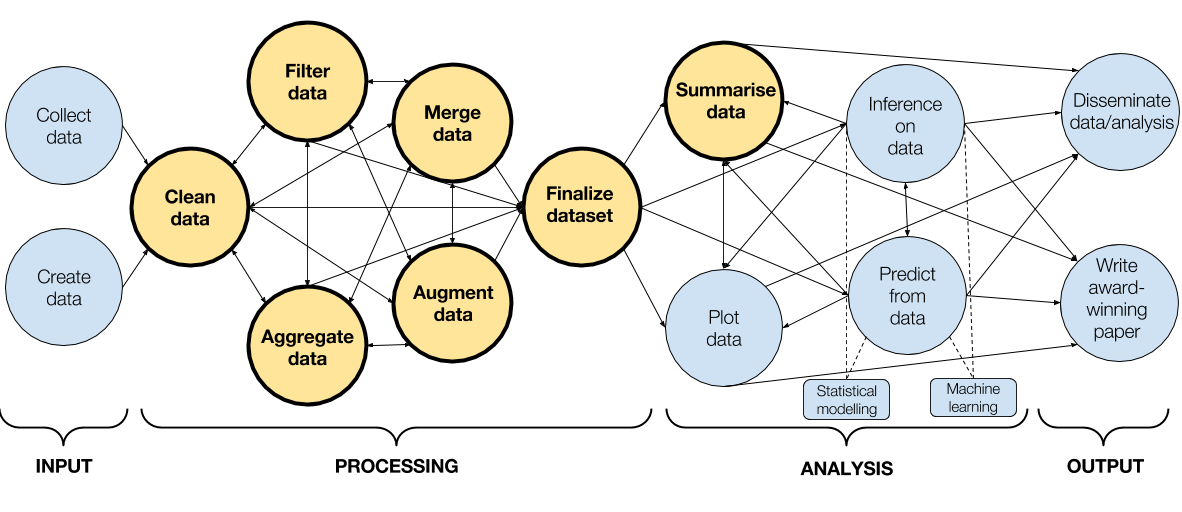 Collect
data
Create
data
Clean
data
Filter
data
Merge
data
Aggregate
data
Augment
data
Finalize
dataset
Summarise
data
Plot
data
Inference
on
data
Predict
from
data
Statistical
modelling
Machine
learning
Disseminate
data/analysis
Write
award-
winning
paper
INPUT
PROCESSING
ANALYSIS
OUTPUT